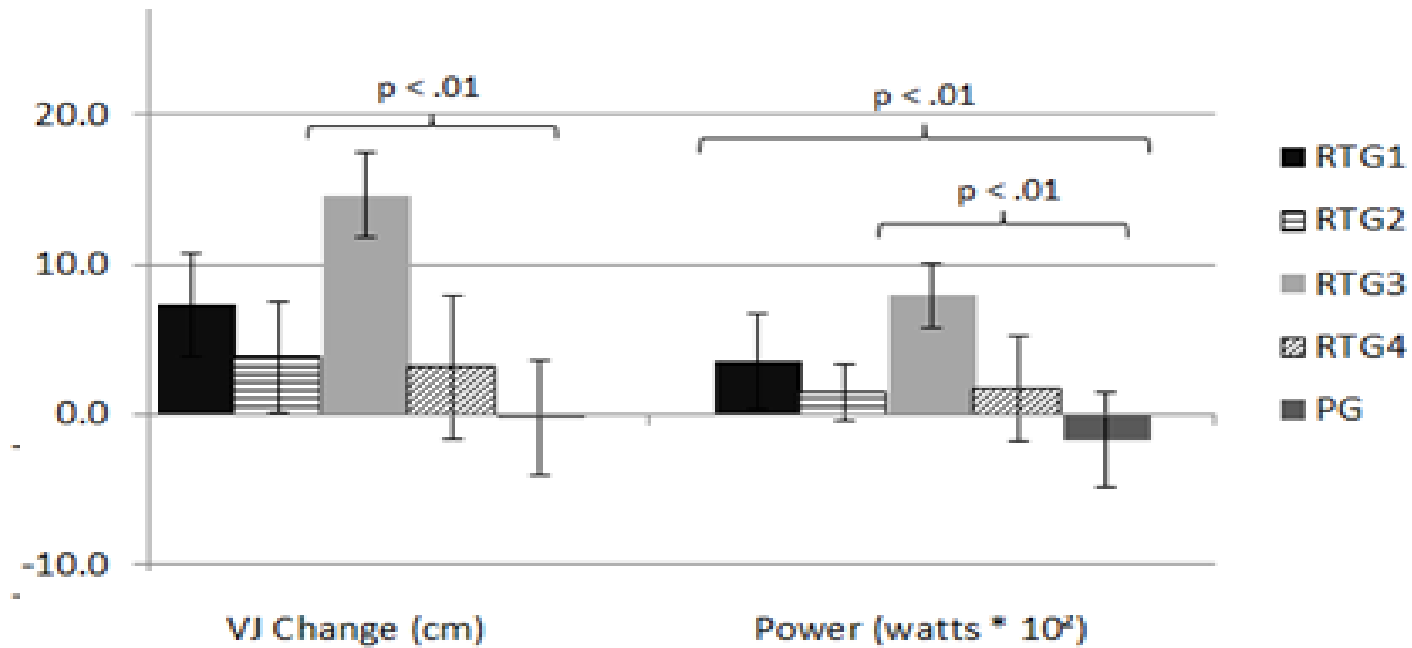 p < .01
p < .01
20.0
p < .01
10.0
0.0
-
-10.0
-
VJ Change (cm)
Power (watts * 10²)
RTG1
RTG2
RTG3
RTG4
PG